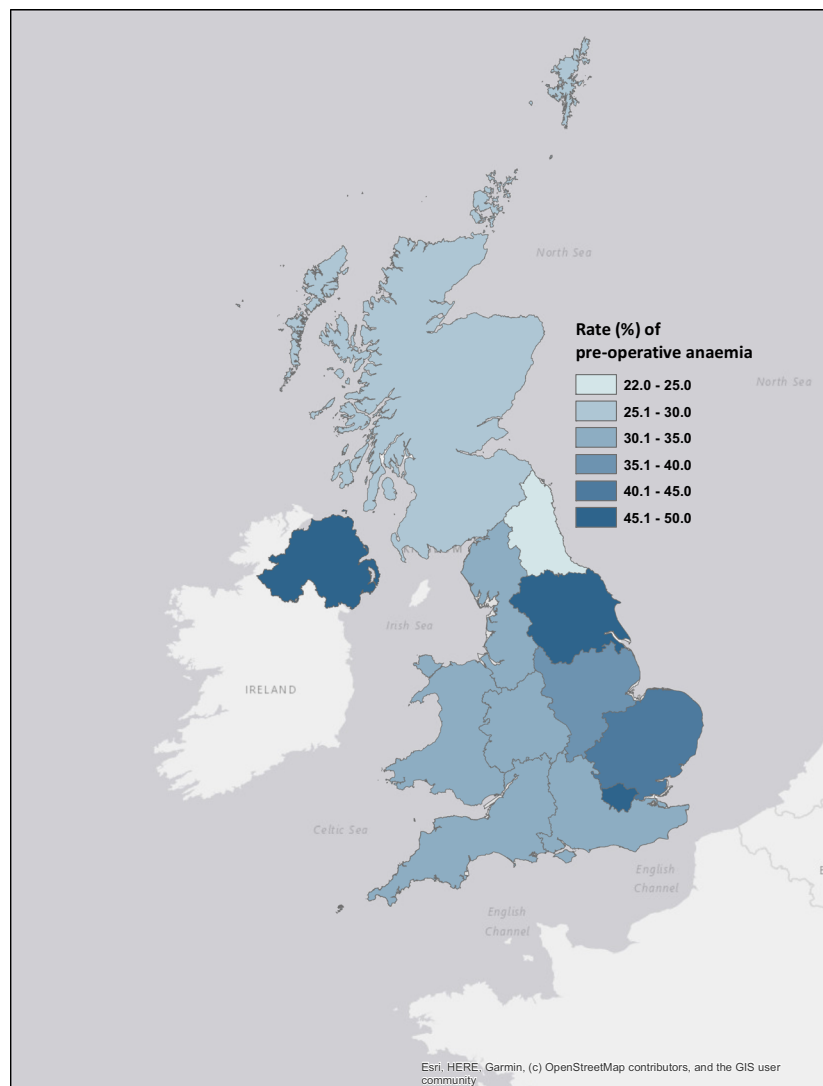 North Sea
Rate (%) of
pre-operative anaemia
North Sea
22.0 - 25.0
25.1 - 30.0
30.1 - 35.0
35.1 - 40.0
40.1 - 45.0
45.1 - 50.0
Irish Sea
IRELAND
Celtic Sea
English
Channel
English
Channel
Esri, HERE, Garmin, (c) OpenStreetMap contributors, and the GIS user
community